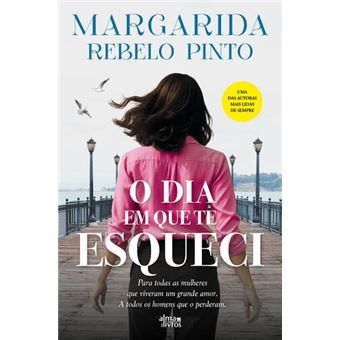 MARGARIDA
REBELO PINTO
UMA
DAS AUTORAS
MAIS LIDAS
DE SEMPRE
O DIA
EM QUE TE
ESQUECI
Para todas as mulheres
que viveram um grande amor.
A todos os homens que o perderam.
alma
dos livros